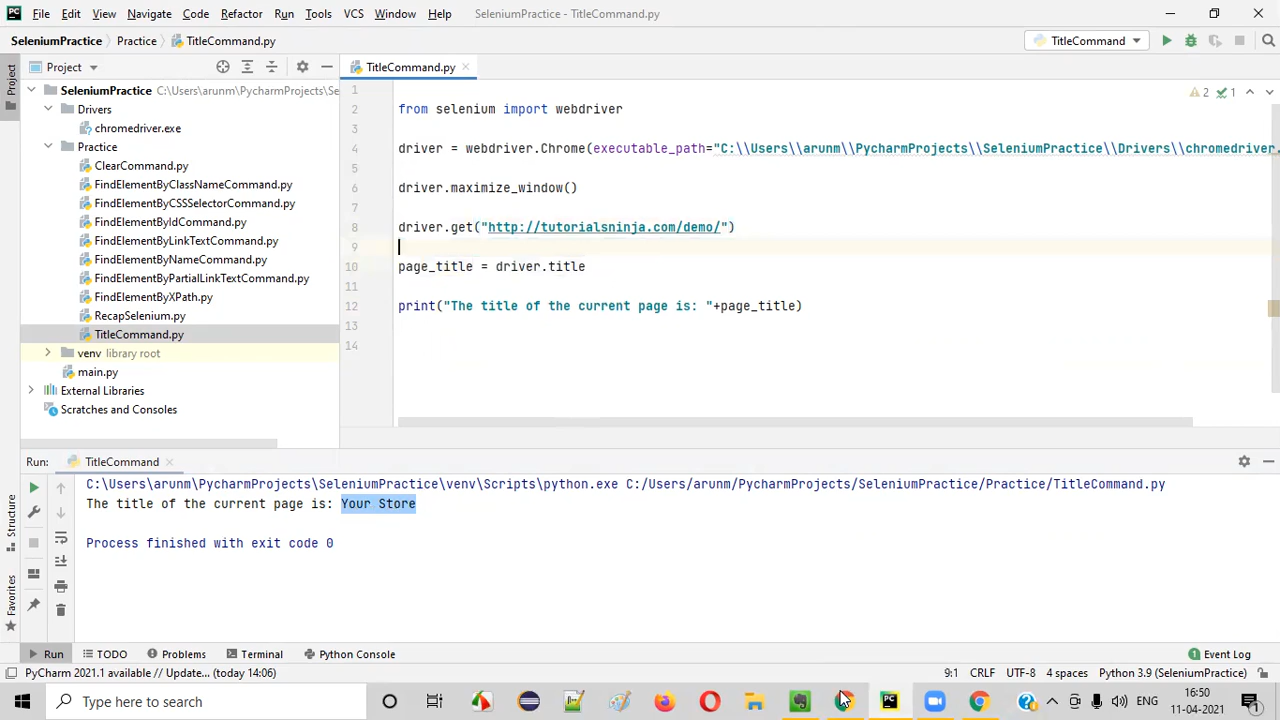 File Edit View Navigate Code Refactor Run Tools VCS Window Help SeleniumPractice - TitleCommand.py
SeleniumPractice Practice TitleCommand.py TitleCommand
Project TitleCommand.py
Project
SeleniumPractice C:\Users\arunm\PycharmProjects\Se
Drivers
chromedriver.exe
Practice
ClearCommand.py
FindElementByClassNameCommand.py
FindElementByCSSSelectorCommand.py
FindElementByIdCommand.py
FindElementByLinkTextCommand.py
FindElementByNameCommand.py
FindElementByPartialLinkTextCommand.py
FindElementByXPath.py
RecapSelenium.py
TitleCommand.py
venv library root
main.py
External Libraries
Scratches and Consoles
2 1
1
2 from selenium import webdriver
3
4 driver = webdriver.Chrome(executable_path="C:\\Users\\arunm\\PycharmProjects\\SeleniumPractice\\Drivers\\chromedriver.
5
6 driver.maximize_window()
7
8 driver.get("http://tutorialsninja.com/demo/")
9
10 page_title = driver.title
11
12 print("The title of the current page is: "+page_title)
13
14
Run: TitleCommand
C:\Users\arunm\PycharmProjects\SeleniumPractice\venv\Scripts\python.exe C:/Users/arunm/PycharmProjects/SeleniumPractice/Practice/TitleCommand.py
The title of the current page is: Your Store
Process finished with exit code 0
Structure
Favorites
Run TODO Problems Terminal Python Console Event Log
PyCharm 2021.1 available // Update... (today 14:06) 9:1 CRLF UTF-8 4 spaces Python 3.9 (SeleniumPractice)
Type here to search
16:50
11-04-2021